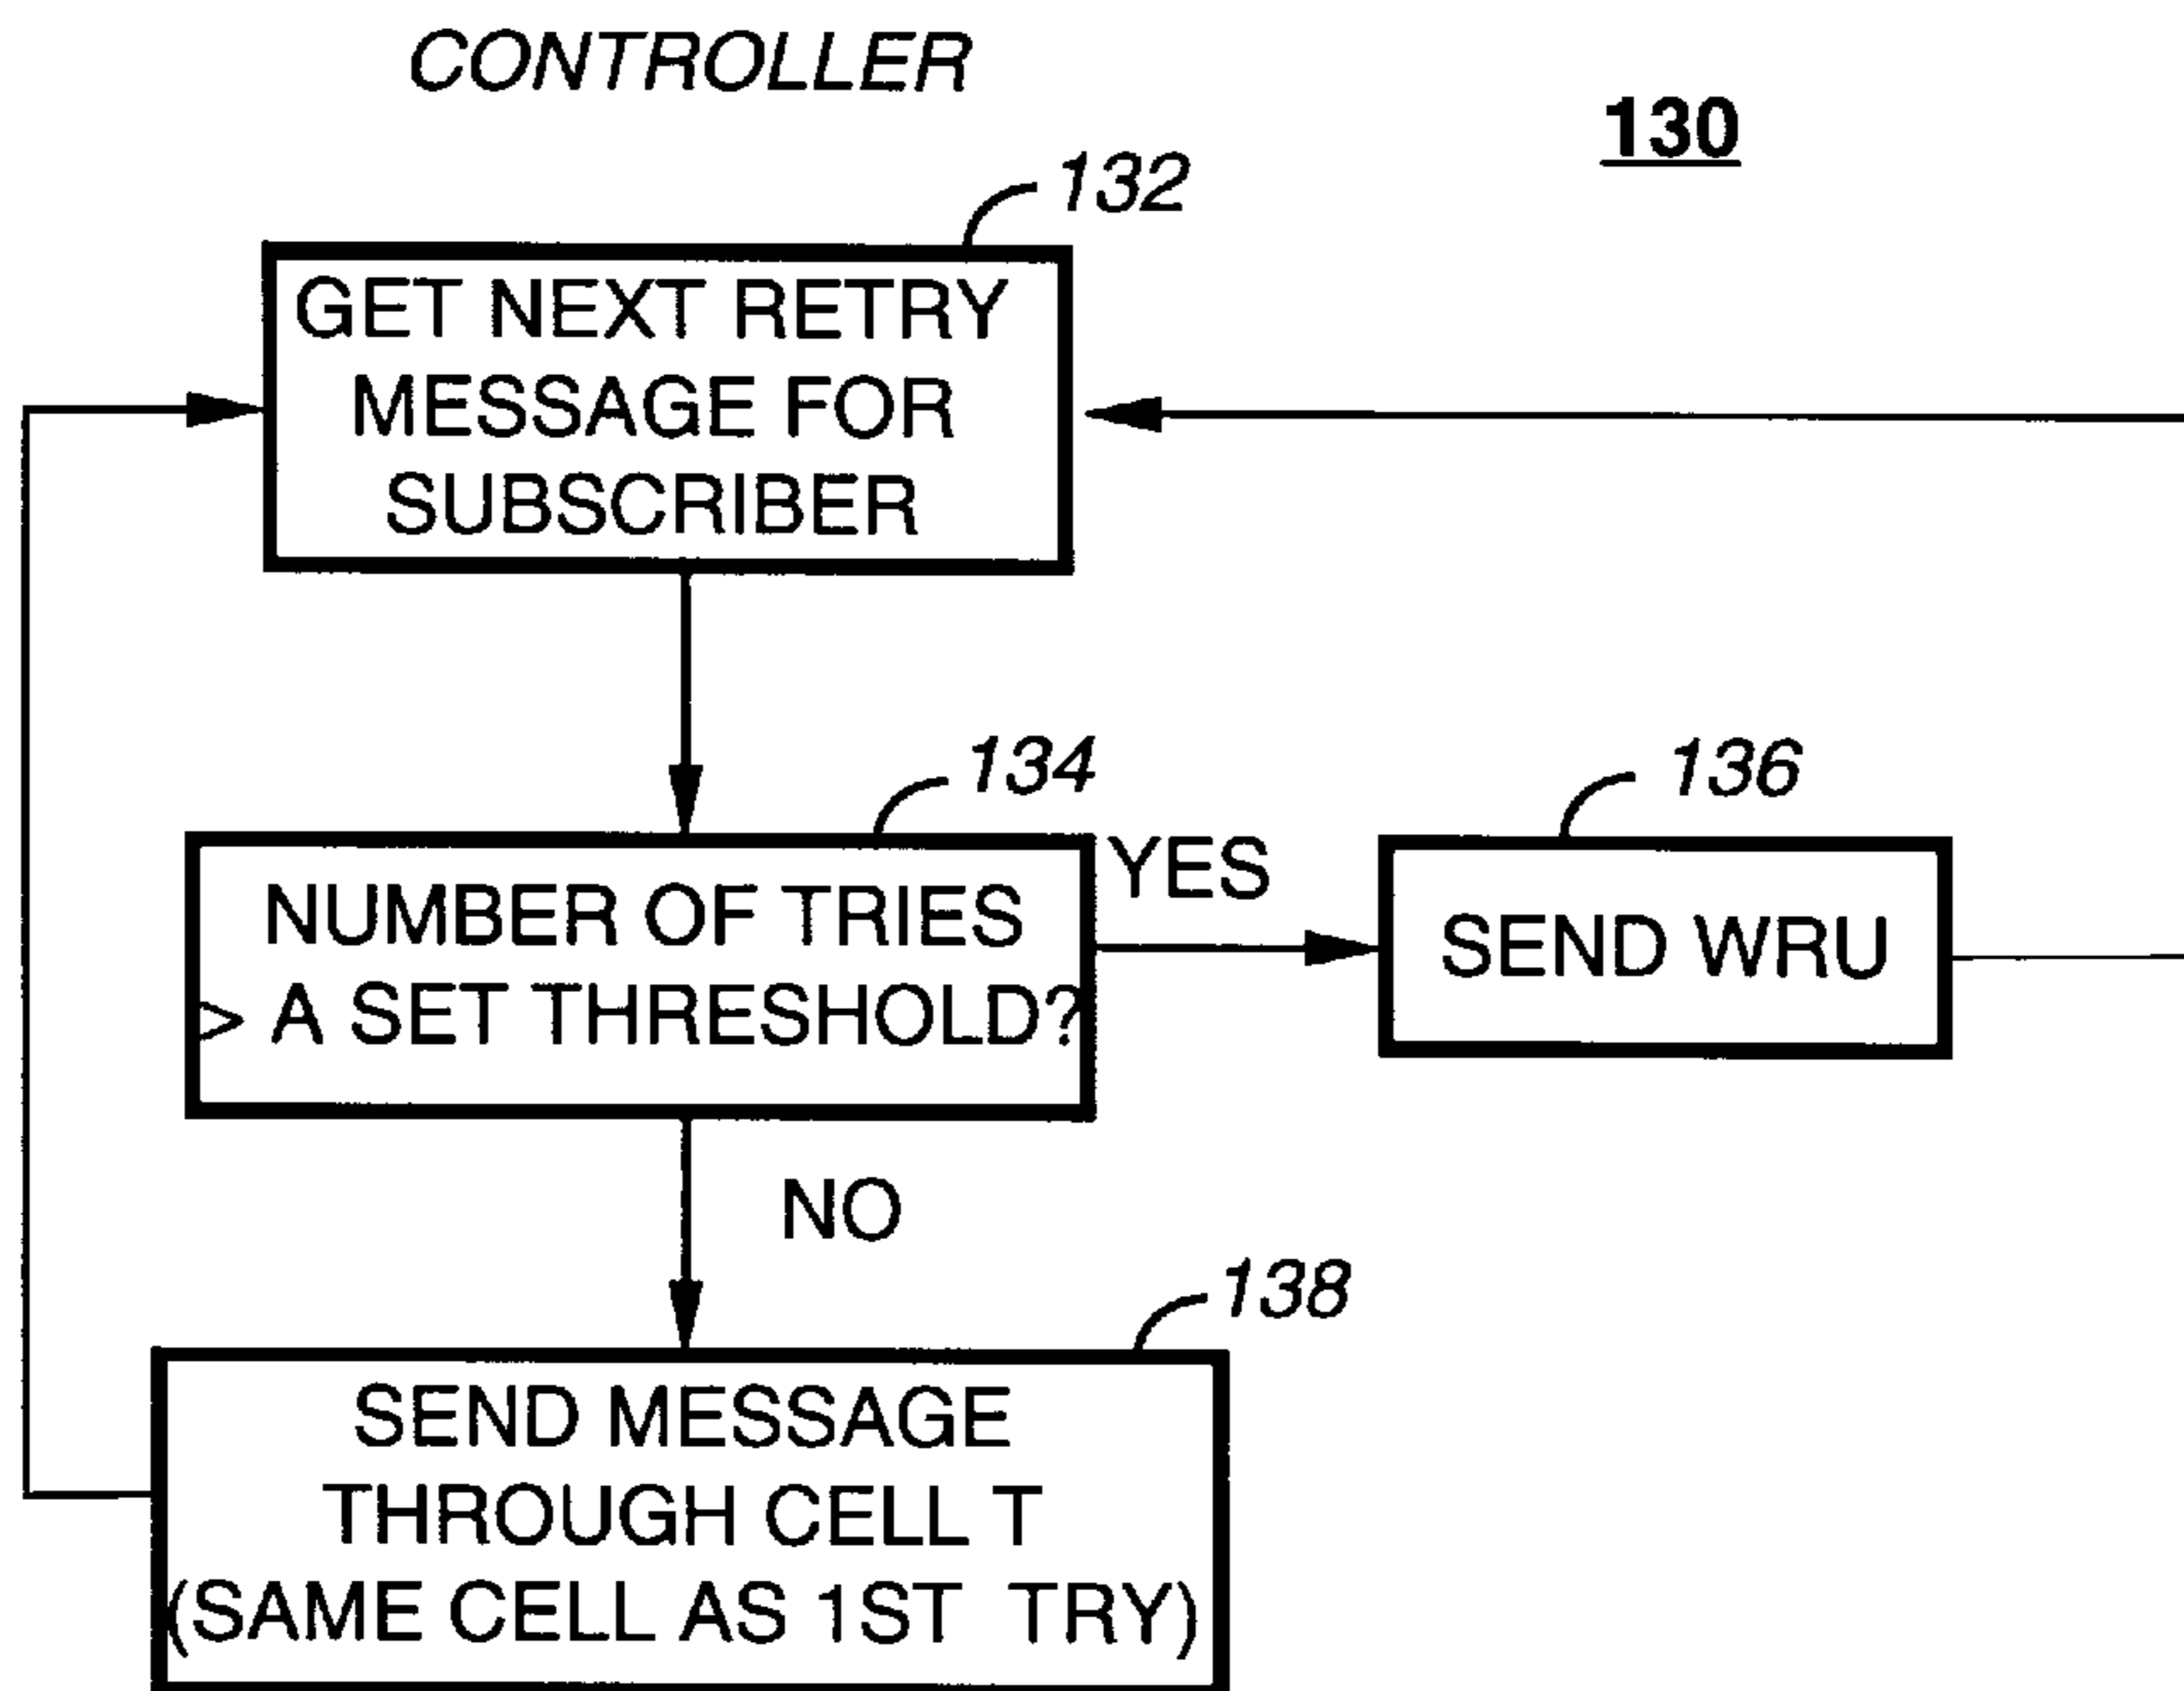 CONTROLLER
130
132
GET NEXT RETRY
MESSAGE FOR
SUBSCRIBER
134
NUMBER OF TRIES
> A SET THRESHOLD?
YES
136
SEND WRU
NO
138
SEND MESSAGE
THROUGH CELL T
(SAME CELL AS 1ST TRY)